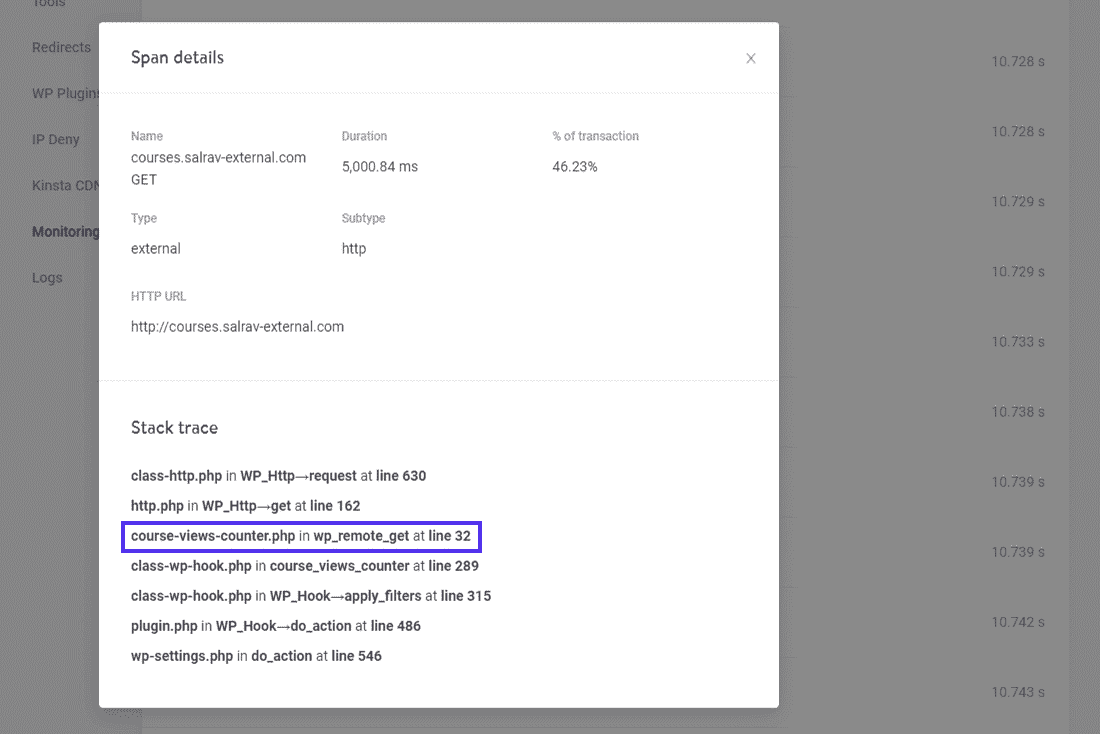 Tools
Redirects
WP Plugins
IP Deny
Kinsta CDN
Monitoring
Logs
Span details
Name
Duration
% of transaction
courses.salrav-external.com
GET
5,000.84 ms
46.23%
Type
Subtype
external
http
HTTP URL
http://courses.salrav-external.com
Stack trace
class-http.php in WP_Http→request at line 630
http.php in WP_Http→get at line 162
course-views-counter.php in wp_remote_get at line 32
class-wp-hook.php in course_views_counter at line 289
class-wp-hook.php in WP_Hook→apply_filters at line 315
plugin.php in WP_Hook→do_action at line 486
wp-settings.php in do_action at line 546
10.728 s
10.728 s
10.729 s
10.729 s
10.733 s
10.738 s
10.739 s
10.739 s
10.742 s
10.743 s